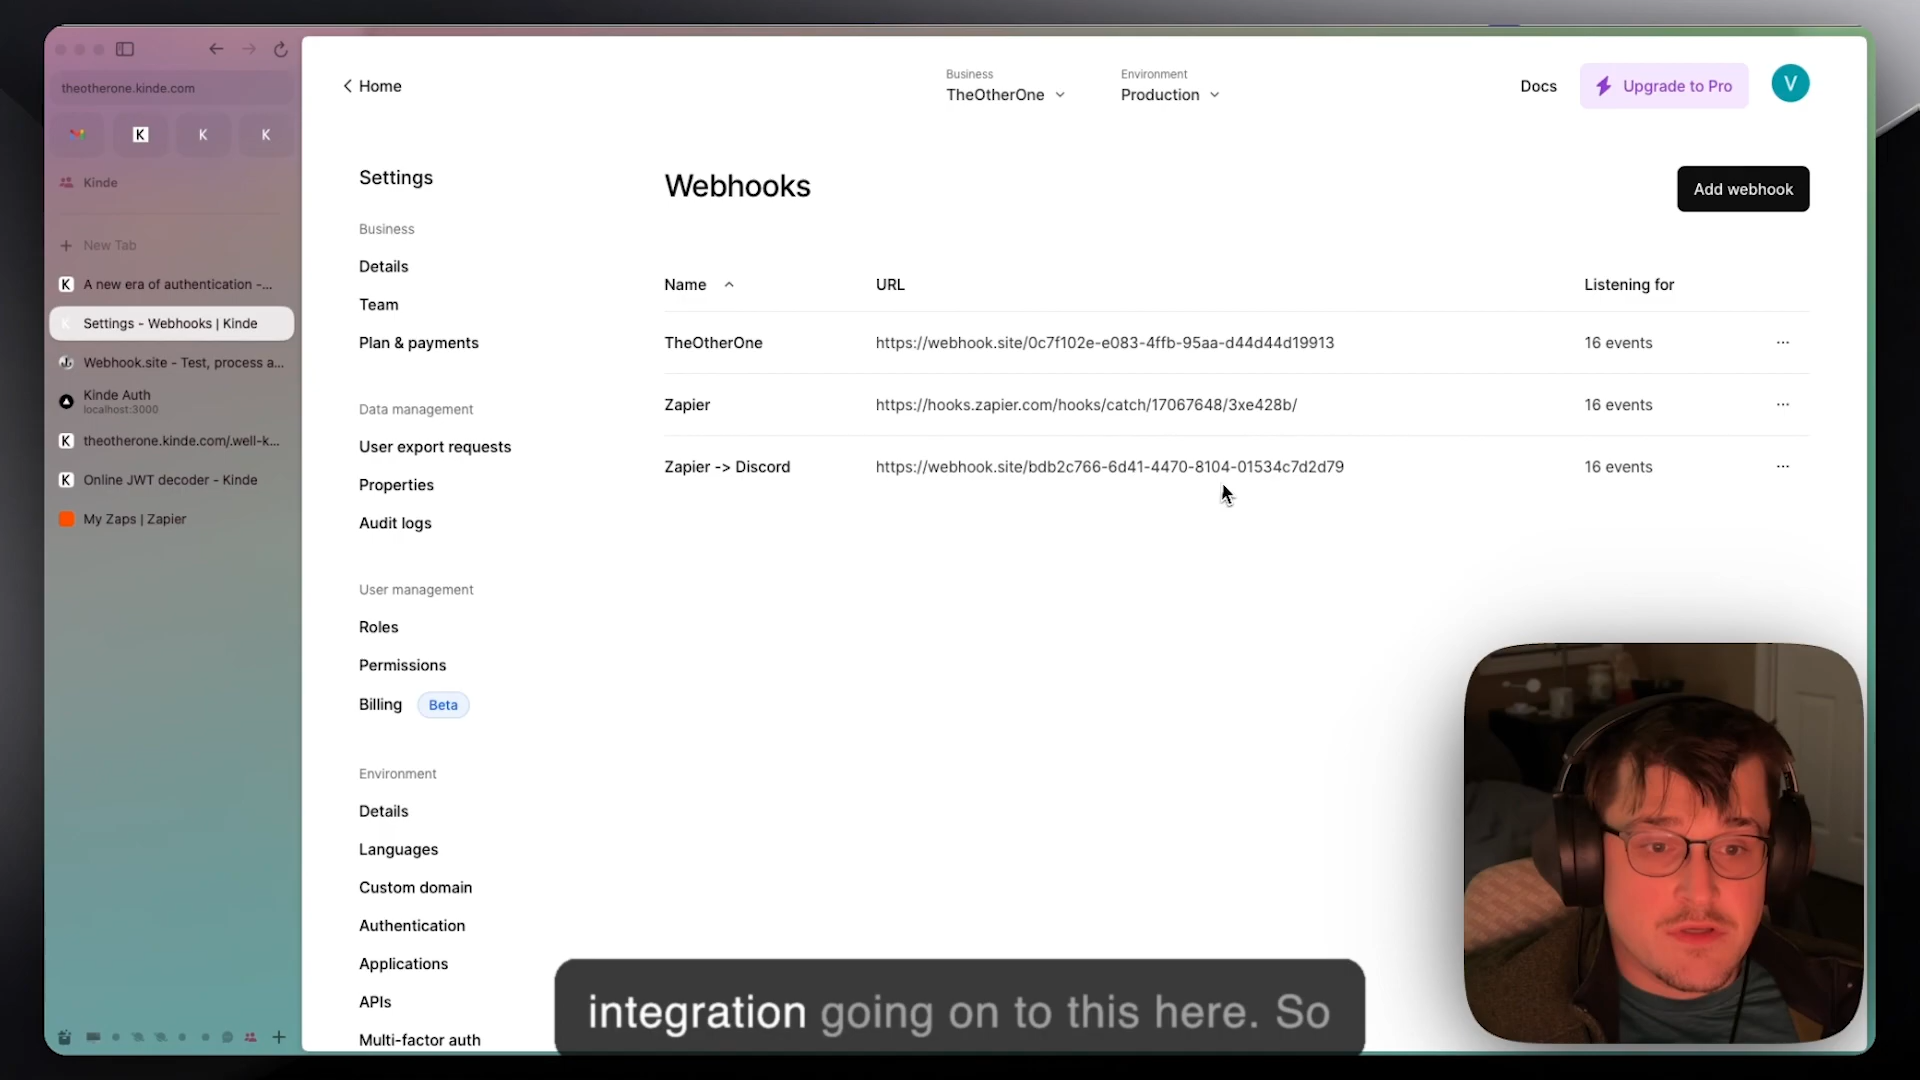 theotherone.kinde.com
K
K
K
Kinde
New Tab
K A new era of authentication -...
K Settings - Webhooks | Kinde
Webhook.site - Test, process a...
Kinde Auth
localhost:3000
K theotherone.kinde.com/.well-k...
K Online JWT decoder - Kinde
My Zaps | Zapier
Home
Business
TheOtherOne
Environment
Production
Docs
Upgrade to Pro
V
Settings
Business
Details
Team
Plan & payments
Data management
User export requests
Properties
Audit logs
User management
Roles
Permissions
Billing Beta
Environment
Details
Languages
Custom domain
Authentication
Applications
APIs
Multi-factor auth
Webhooks
Add webhook
Name URL Listening for
TheOtherOne https://webhook.site/0c7f102e-e083-4ffb-95aa-d44d44d19913 16 events ...
Zapier https://hooks.zapier.com/hooks/catch/17067648/3xe428b/ 16 events ...
Zapier -> Discord https://webhook.site/bdb2c766-6d41-4470-8104-01534c7d2d79 16 events ...
integration going on to this here. So